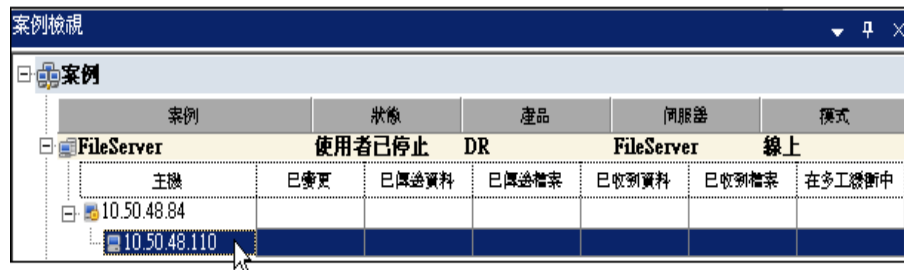 案例檢視
案例
案例 狀態 產品 伺服器 模式
FileServer 使用者已停止 DR FileServer 線上
主機 已變更 已傳送資料 已傳送檔案 已收到資料 已收到檔案 在多工緩衝中
10.50.48.84
10.50.48.110